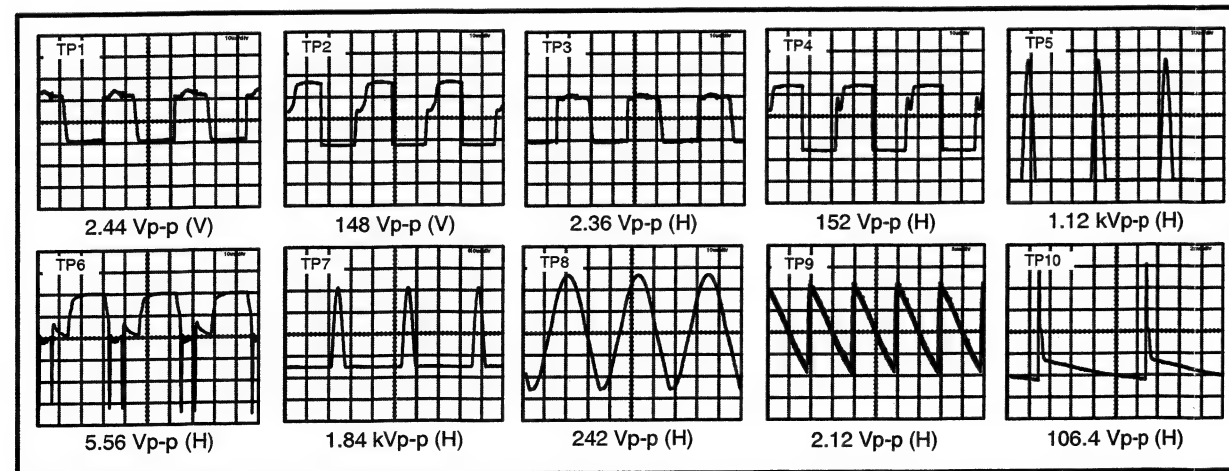 TP1 TP2 TP3 TP4 TP5
2.44 Vp-p (V) 148 Vp-p (V) 2.36 Vp-p (H) 152 Vp-p (H) 1.12 kVp-p (H)
TP6 TP7 TP8 TP9 TP10
5.56 Vp-p (H) 1.84 kVp-p (H) 242 Vp-p (H) 2.12 Vp-p (H) 106.4 Vp-p (H)